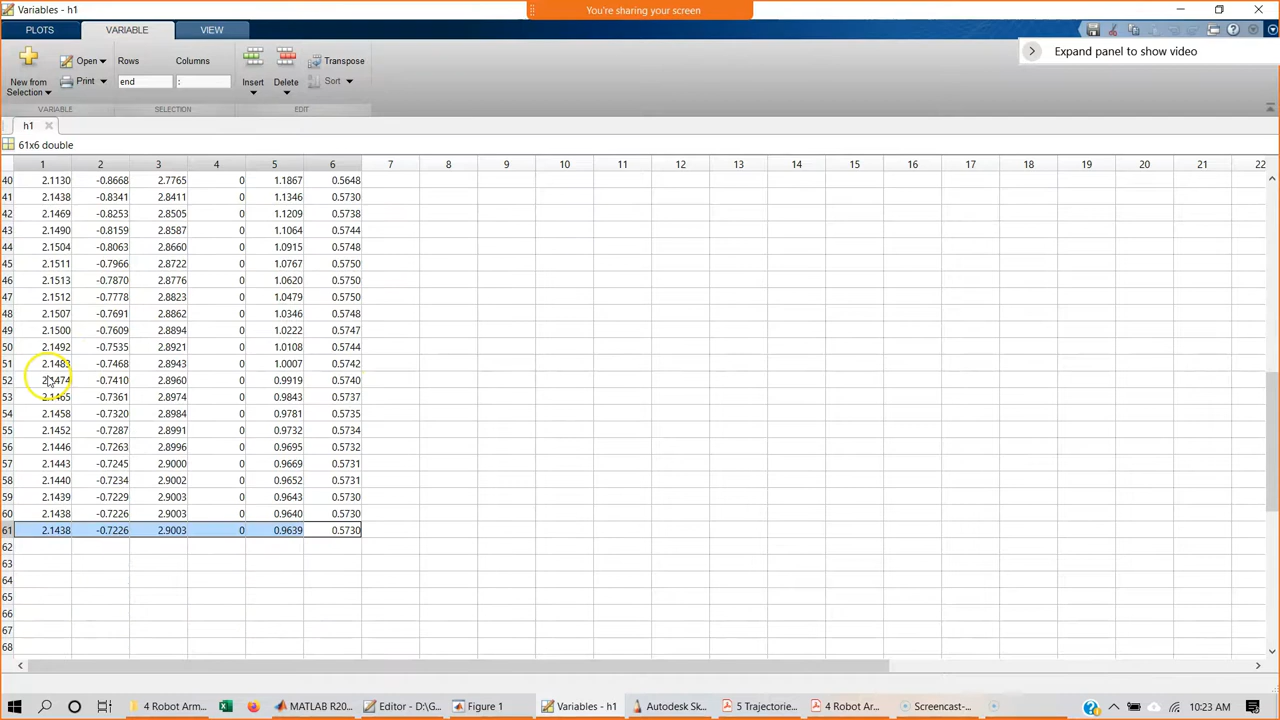 Variables - h1
You're sharing your screen
PLOTS VARIABLE VIEW
Expand panel to show video
New from Selection
Open
Print
Rows Columns
end :
Insert Delete
Transpose
Sort
VARIABLE SELECTION EDIT
h1
61x6 double
1 2 3 4 5 6 7 8 9 10 11 12 13 14 15 16 17 18 19 20 21 22
40 2.1130 -0.8668 2.7765 0 1.1867 0.5648
41 2.1438 -0.8341 2.8411 0 1.1346 0.5730
42 2.1469 -0.8253 2.8505 0 1.1209 0.5738
43 2.1490 -0.8159 2.8587 0 1.1064 0.5744
44 2.1504 -0.8063 2.8660 0 1.0915 0.5748
45 2.1511 -0.7966 2.8722 0 1.0767 0.5750
46 2.1513 -0.7870 2.8776 0 1.0620 0.5750
47 2.1512 -0.7778 2.8823 0 1.0479 0.5750
48 2.1507 -0.7691 2.8862 0 1.0346 0.5748
49 2.1500 -0.7609 2.8894 0 1.0222 0.5747
50 2.1492 -0.7535 2.8921 0 1.0108 0.5744
51 2.1483 -0.7468 2.8943 0 1.0007 0.5742
52 2.1474 -0.7410 2.8960 0 0.9919 0.5740
53 2.1465 -0.7361 2.8974 0 0.9843 0.5737
54 2.1458 -0.7320 2.8984 0 0.9781 0.5735
55 2.1452 -0.7287 2.8991 0 0.9732 0.5734
56 2.1446 -0.7263 2.8996 0 0.9695 0.5732
57 2.1443 -0.7245 2.9000 0 0.9669 0.5731
58 2.1440 -0.7234 2.9002 0 0.9652 0.5731
59 2.1439 -0.7229 2.9003 0 0.9643 0.5730
60 2.1438 -0.7226 2.9003 0 0.9640 0.5730
61 2.1438 -0.7226 2.9003 0 0.9639 0.5730
62
63
64
65
66
67
68
4 Robot Arm... MATLAB R20... Editor - D:\G... Figure 1 Variables - h1 Autodesk Sk... 5 Trajectorie... 4 Robot Ar... Screencast-... 10:23 AM